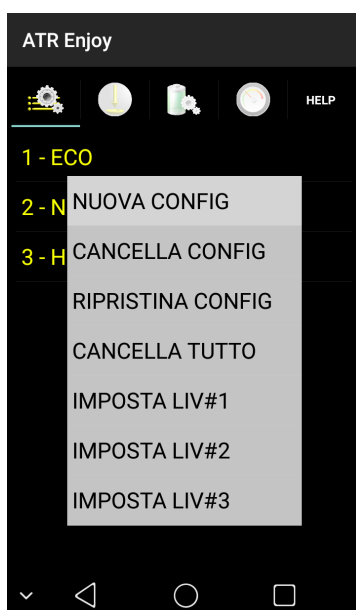 ATR Enjoy
HELP
1 - ECO
2 - N
3 - H
NUOVA CONFIG
CANCELLA CONFIG
RIPRISTINA CONFIG
CANCELLA TUTTO
IMPOSTA LIV#1
IMPOSTA LIV#2
IMPOSTA LIV#3